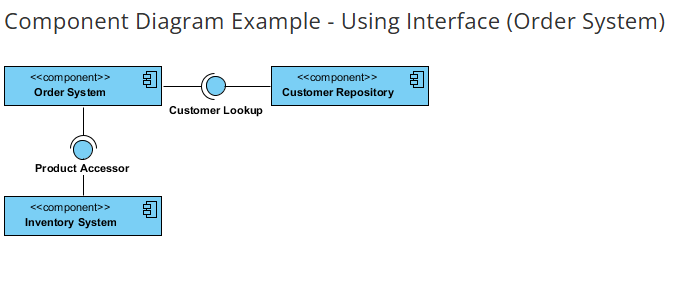 Component Diagram Example - Using Interface (Order System)
<<component>>
Order System
<<component>>
Customer Repository
Customer Lookup
Product Accessor
<<component>>
Inventory System